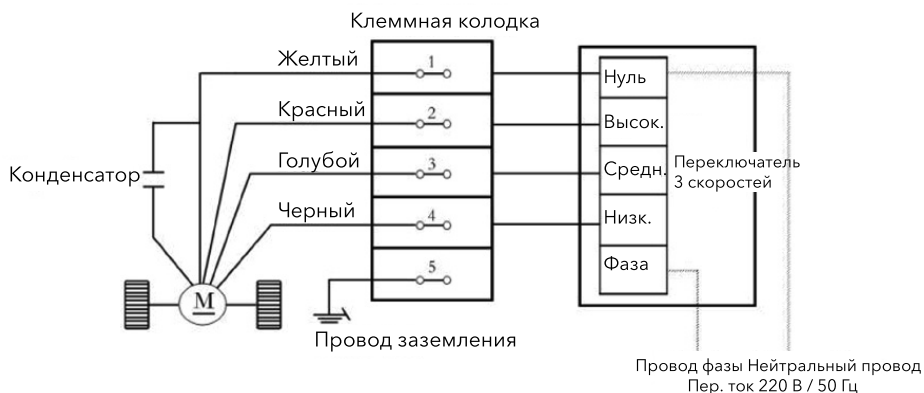 Клеммная колодка
Желтый
1
Нуль
Красный
2
Высок.
Голубой
3
Средн.
Переключатель
3 скоростей
Конденсатор
Черный
4
Низк.
5
Фаза
M
Провод заземления
Провод фазы Нейтральный провод
Пер. ток 220 В / 50 Гц